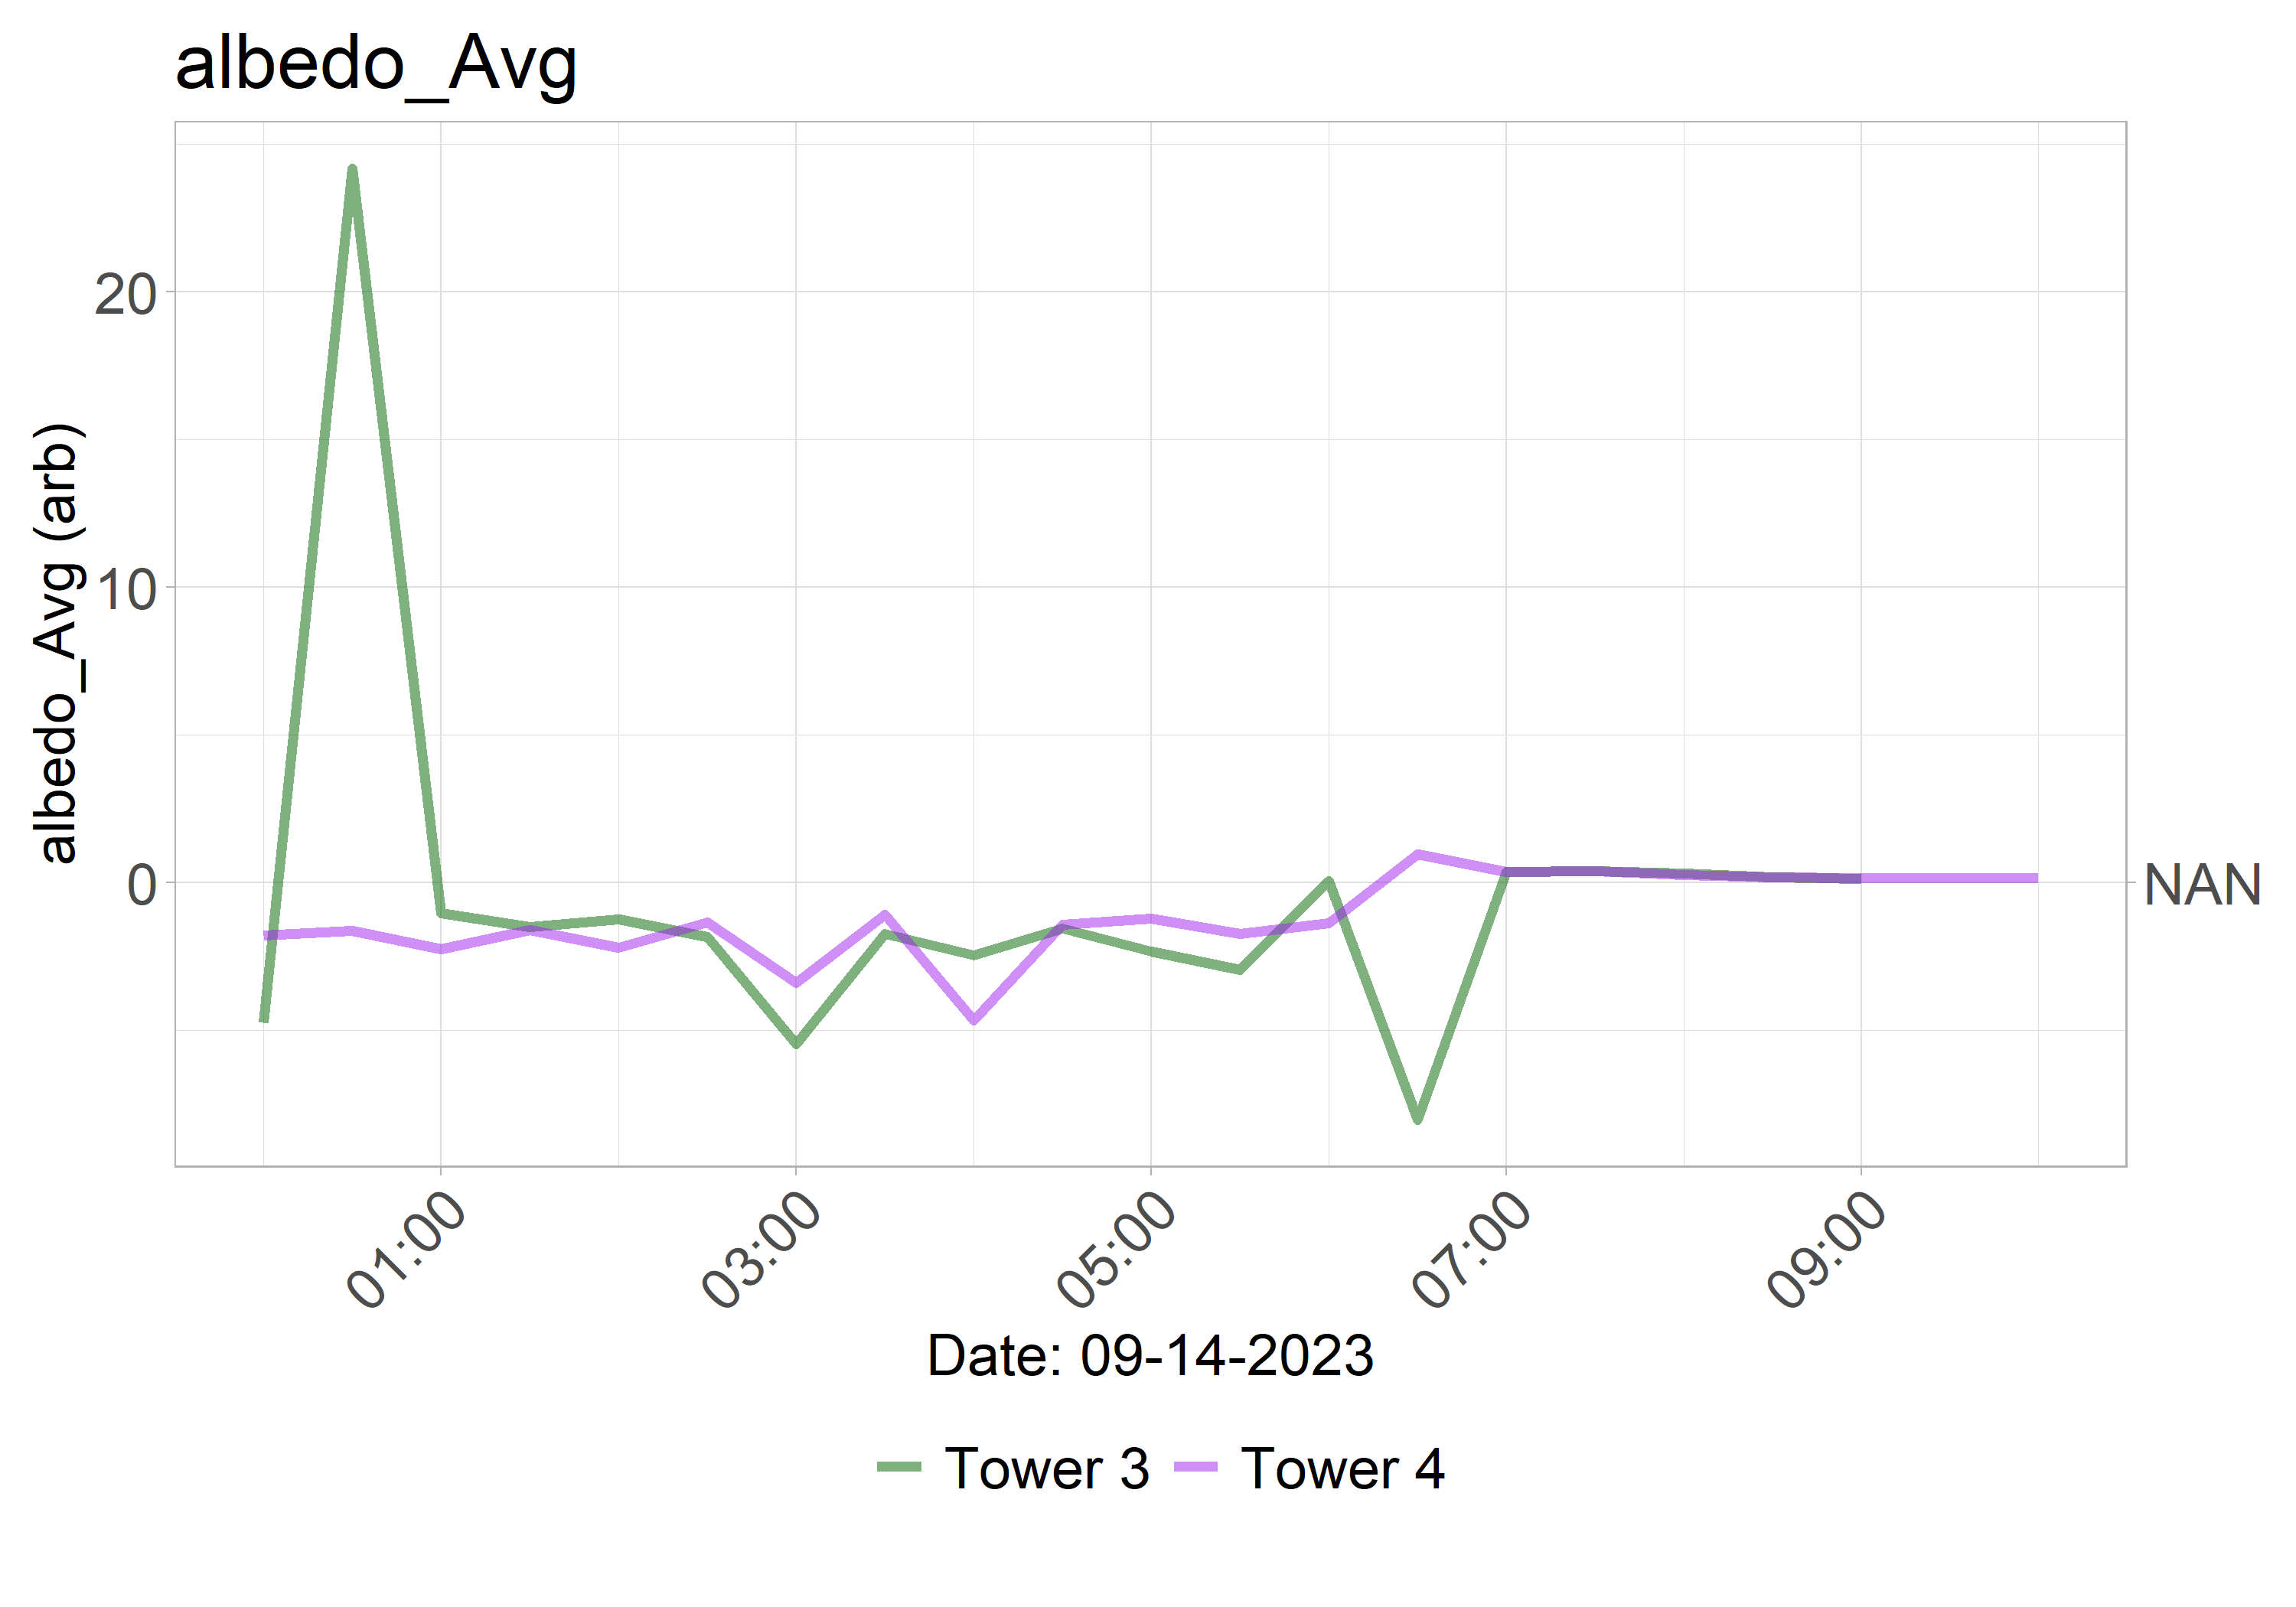 albedo_Avg
albedo_Avg (arb)
20
10
0
NAN
01:00
03:00
05:00
07:00
09:00
Date: 09-14-2023
Tower 3
Tower 4